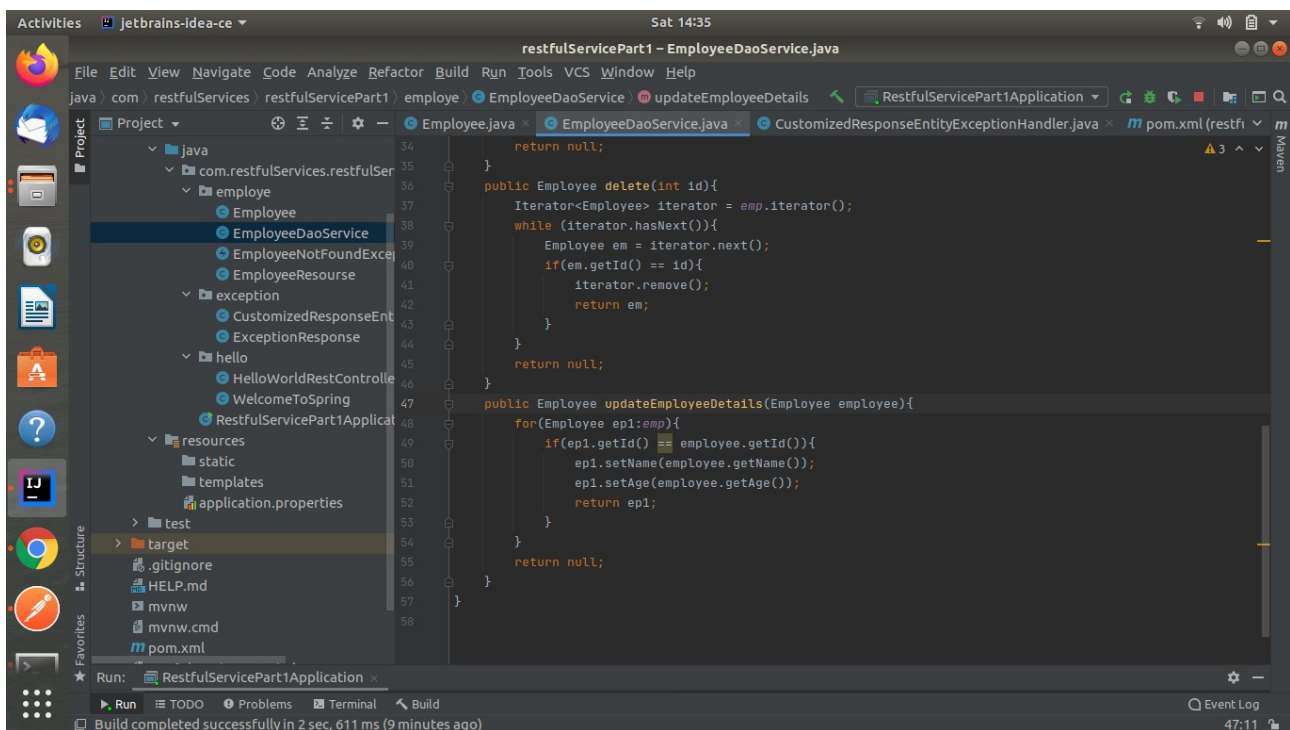 Activities jetbrains-idea-ce Sat 14:35
restfulServicePart1 – EmployeeDaoService.java
File Edit View Navigate Code Analyze Refactor Build Run Tools VCS Window Help
java com restfulServices restfulServicePart1 employe EmployeeDaoService updateEmployeeDetails RestfulServicePart1Application
Project Employee.java EmployeeDaoService.java CustomizedResponseEntityExceptionHandler.java pom.xml (restfu
Project
Maven
java
com.restfulServices.restfulSer
employe
Employee
EmployeeDaoService
EmployeeNotFoundExce
EmployeeResourse
exception
CustomizedResponseEnt
ExceptionResponse
hello
HelloWorldRestControlle
WelcomeToSpring
RestfulServicePart1Applicat
resources
static
templates
application.properties
test
target
.gitignore
HELP.md
mvnw
mvnw.cmd
pom.xml
Structure
Favorites
3
34 return null;
35 }
36 public Employee delete(int id){
37 Iterator<Employee> iterator = emp.iterator();
38 while (iterator.hasNext()){
39 Employee em = iterator.next();
40 if(em.getId() == id){
41 iterator.remove();
42 return em;
43 }
44 }
45 return null;
46 }
47 public Employee updateEmployeeDetails(Employee employee){
48 for(Employee ep1:emp){
49 if(ep1.getId() == employee.getId()){
50 ep1.setName(employee.getName());
51 ep1.setAge(employee.getAge());
52 return ep1;
53 }
54 }
55 return null;
56 }
57 }
58
Run: RestfulServicePart1Application
Run TODO Problems Terminal Build Event Log
Build completed successfully in 2 sec, 611 ms (9 minutes ago) 47:11